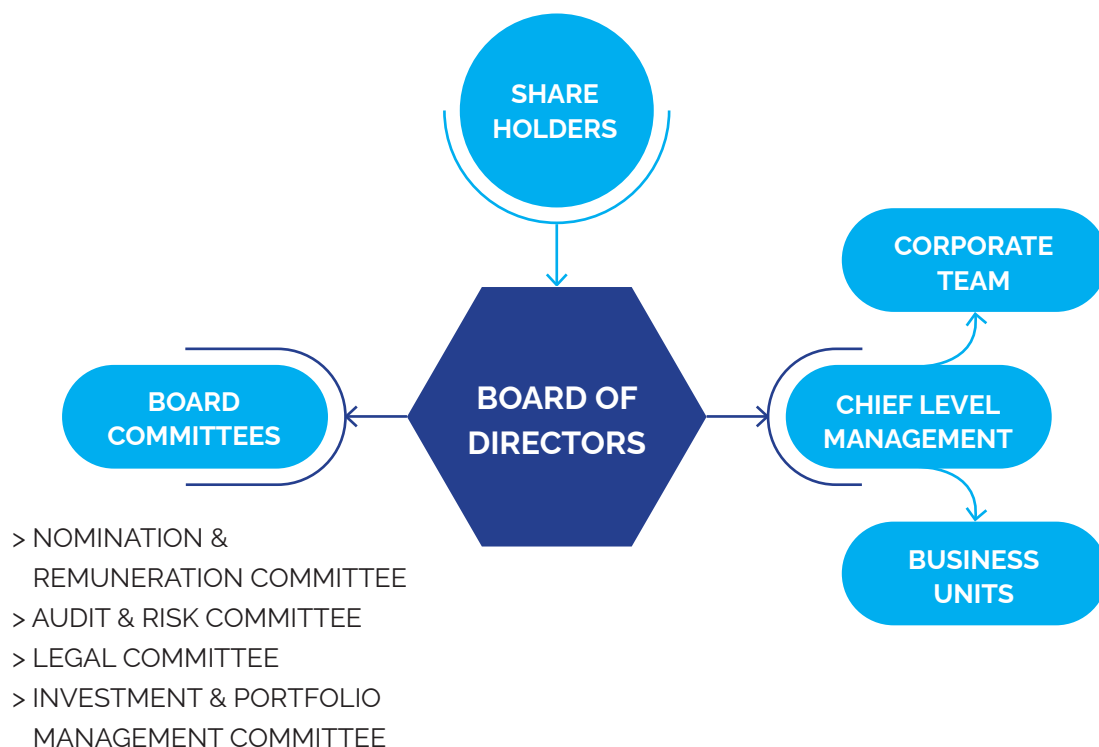 SHARE
HOLDERS
CORPORATE
TEAM
BOARD OF
DIRECTORS
BOARD
COMMITTEES
CHIEF LEVEL
MANAGEMENT
BUSINESS
UNITS
> NOMINATION &
REMUNERATION COMMITTEE
> AUDIT & RISK COMMITTEE
> LEGAL COMMITTEE
> INVESTMENT & PORTFOLIO
MANAGEMENT COMMITTEE